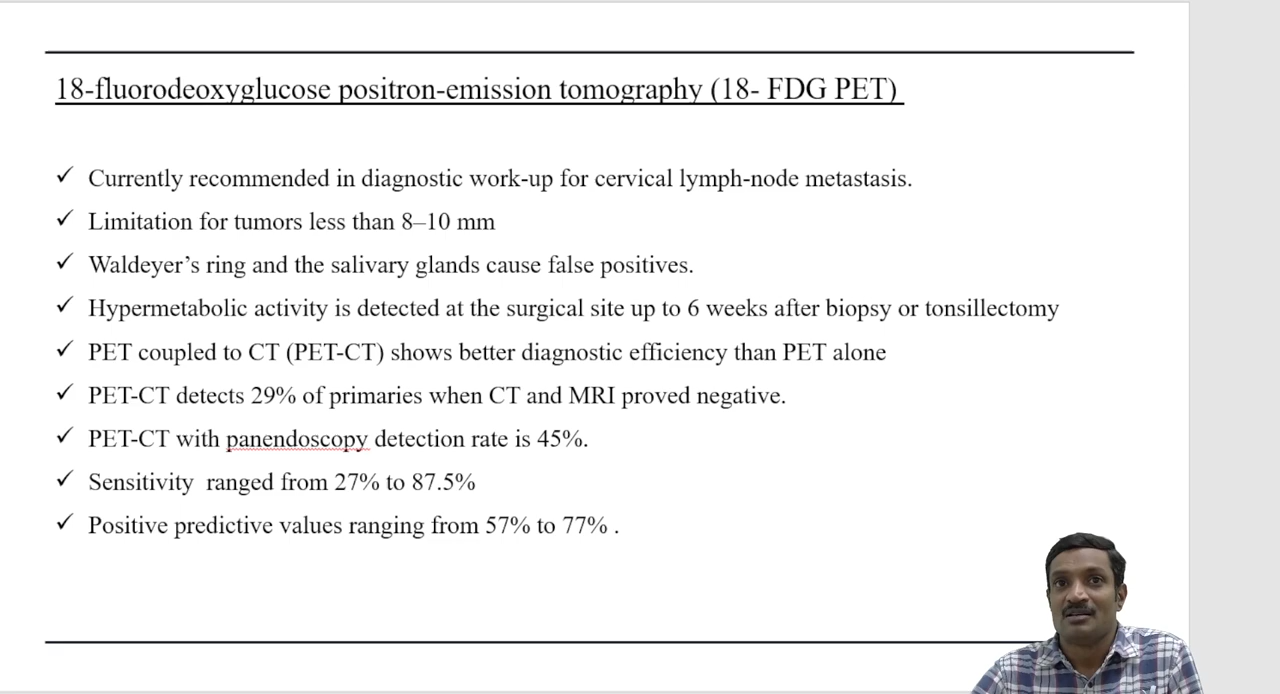 18-fluorodeoxyglucose positron-emission tomography (18- FDG PET)
✓ Currently recommended in diagnostic work-up for cervical lymph-node metastasis.
✓ Limitation for tumors less than 8–10 mm
✓ Waldeyer’s ring and the salivary glands cause false positives.
✓ Hypermetabolic activity is detected at the surgical site up to 6 weeks after biopsy or tonsillectomy
✓ PET coupled to CT (PET-CT) shows better diagnostic efficiency than PET alone
✓ PET-CT detects 29% of primaries when CT and MRI proved negative.
✓ PET-CT with panendoscopy detection rate is 45%.
✓ Sensitivity  ranged from 27% to 87.5%
✓ Positive predictive values ranging from 57% to 77% .